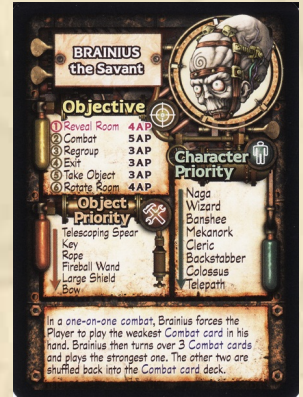 BRAINIUS
the Savant
Objective
1 Reveal Room 4AP
2 Combat 5AP
3 Regroup 3AP
4 Exit 3AP
5 Take Object 3AP
6 Rotate Room 4AP
Object
Priority
Telescoping Spear
Key
Rope
Fireball Wand
Large Shield
Bow
Character
Priority
Naga
Wizard
Banshee
Mekanork
Cleric
Backstabber
Colossus
Telepath
In a one-on-one combat, Brainius forces the
Player to play the weakest Combat card in his
hand. Brainius then turns over 3 Combat cards
and plays the strongest one. The other two are
shuffled back into the Combat card deck.